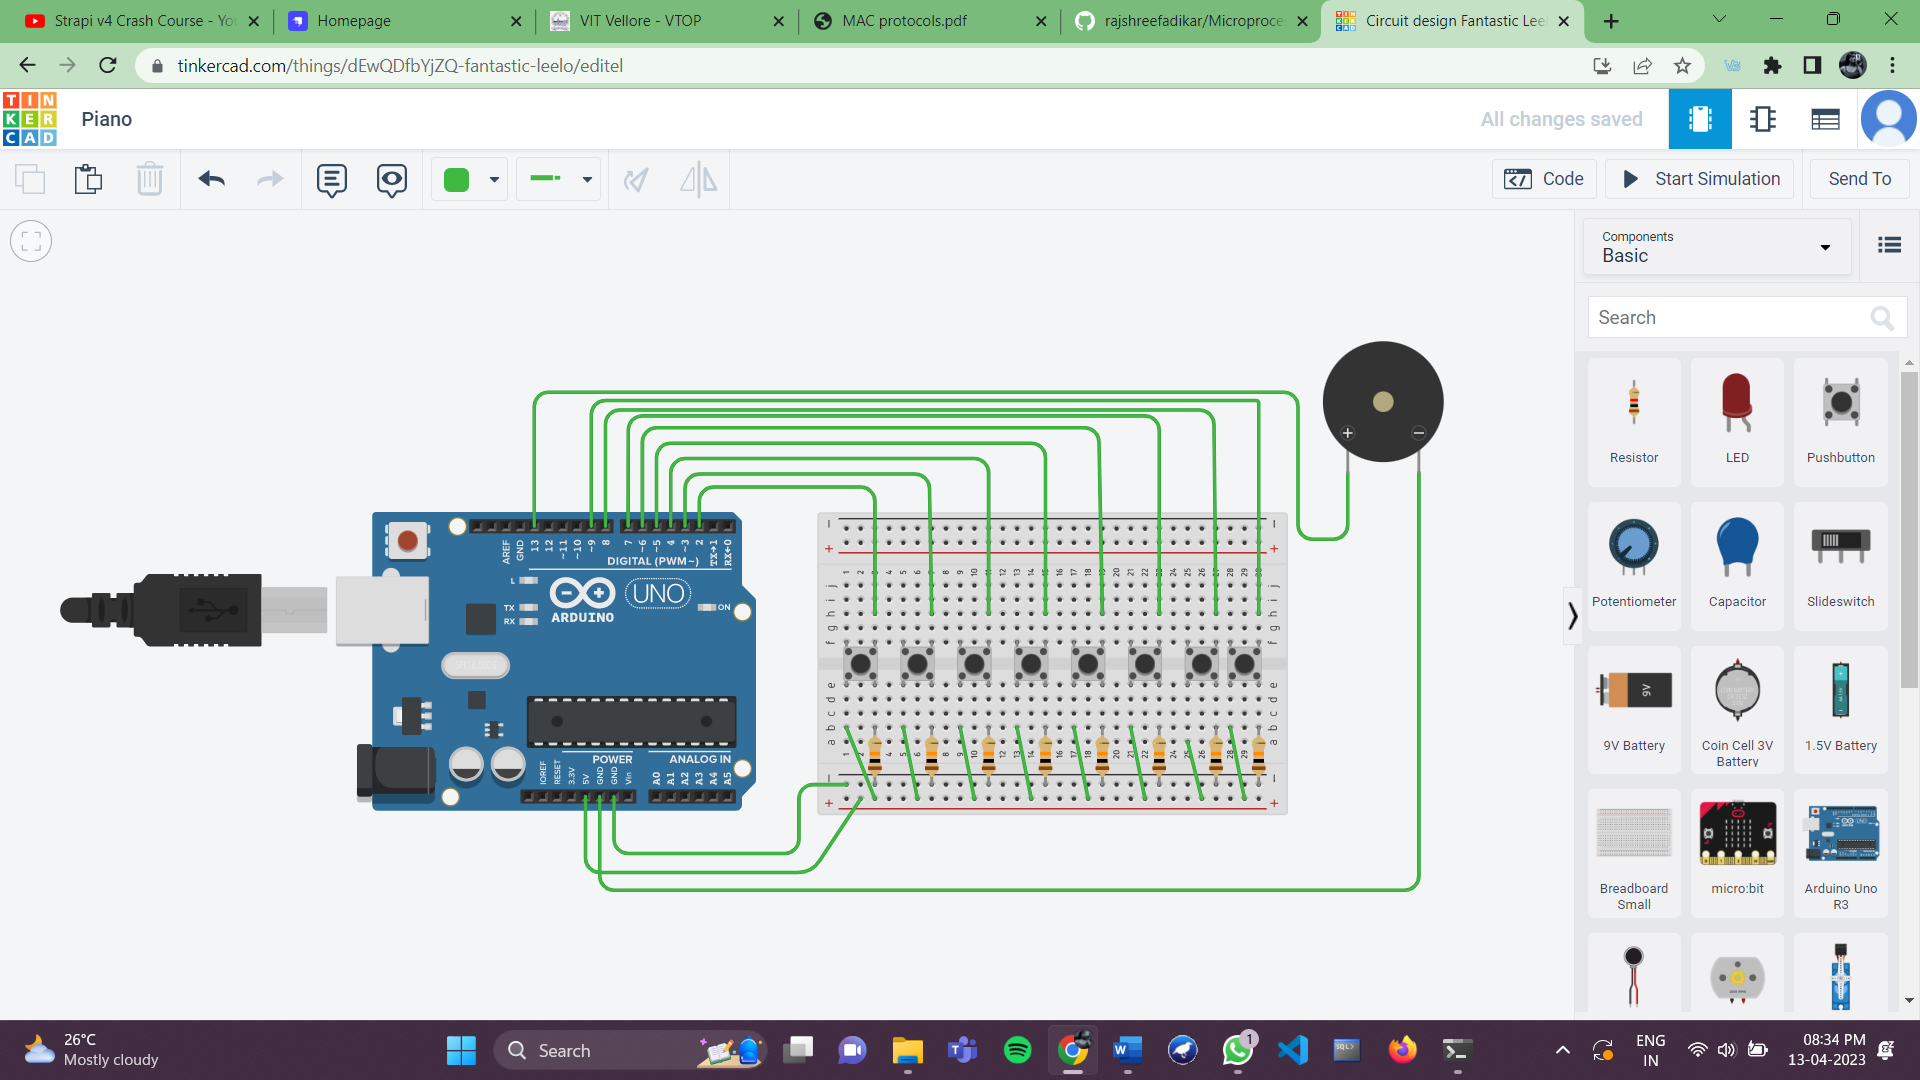 Strapi v4 Crash Course - Yo
Homepage
VIT Vellore - VTOP
MAC protocols.pdf
rajshreefadikar/Microproce
Circuit design Fantastic Lee
tinkercad.com/things/dEwQDfbYjZQ-fantastic-leelo/editel
TIN
KER
CAD
Piano
All changes saved
Code
Start Simulation
Send To
Components
Basic
Search
Resistor
LED
Pushbutton
Potentiometer
Capacitor
Slideswitch
9V
9V Battery
Coin Cell 3V
Battery
1.5V Battery
Breadboard
Small
micro:bit
Arduino Uno
R3
AREF
GND
13
12
~11
~10
~9
8
7
~6
~5
4
~3
2
TX→1
RX←0
DIGITAL (PWM~)
L
TX
RX
ARDUINO
UNO
ON
POWER
ANALOG IN
IOREF
RESET
3.3V
5V
GND
GND
Vin
A0
A1
A2
A3
A4
A5
26°C
Mostly cloudy
Search
1
ENG
IN
08:34 PM
13-04-2023